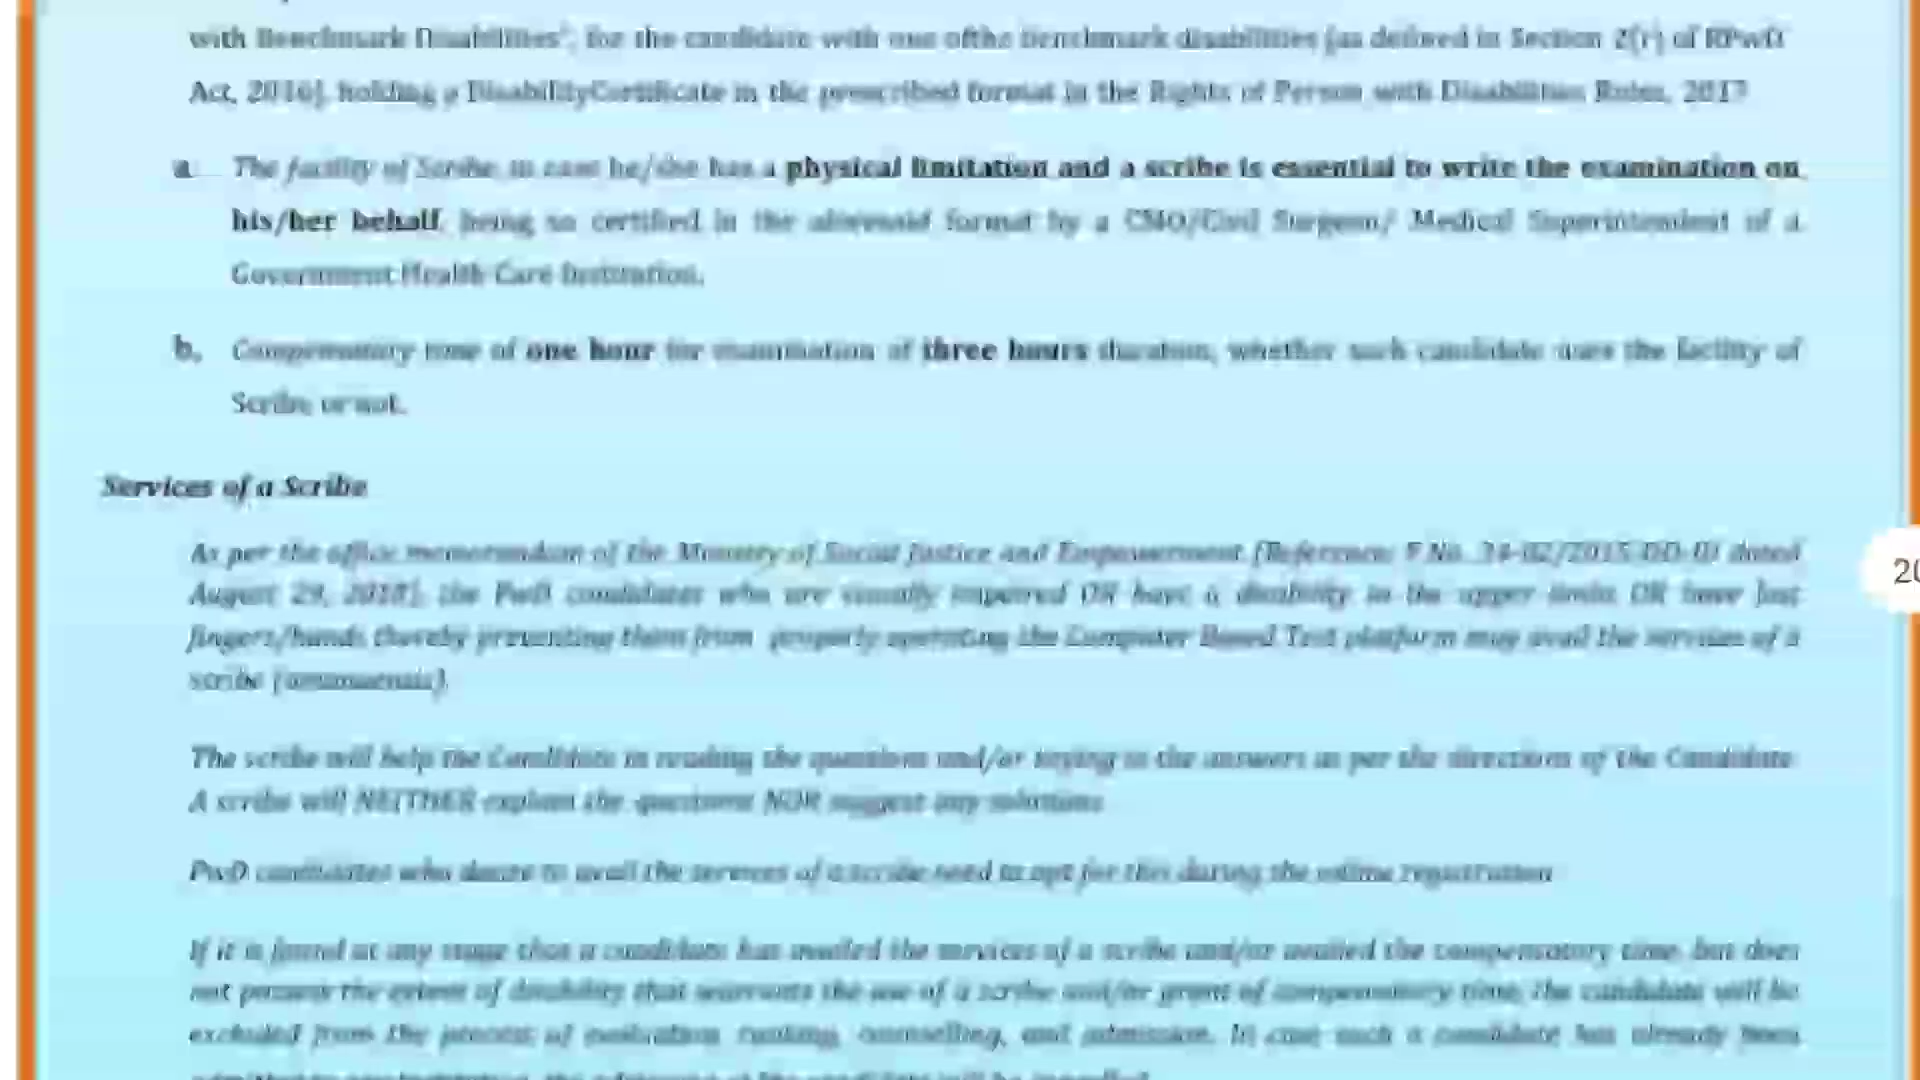 with Benchmark Disabilities", for the candidate with one ofthe benchmark disabilities [as defined in Section 2(r) of RPwD
Act, 2016], holding a DisabilityCertificate in the prescribed format in the Rights of Person with Disabilities Rules, 2017
a. The facility of Scribe, in case he/she has a physical limitation and a scribe is essential to write the examination on
his/her behalf, being so certified in the aforesaid format by a CMO/Civil Surgeon/ Medical Superintendent of a
Government Health Care Institution.
b. Compensatory time of one hour for examination of three hours duration, whether such candidate uses the facility of
Scribe or not.
Services of a Scribe
As per the office memorandum of the Ministry of Social Justice and Empowerment [Reference: F.No. 34-02/2015-DD-III dated
August 29, 2018], the PwD candidates who are visually impaired OR have a disability in the upper limbs OR have lost
fingers/hands thereby preventing them from properly operating the Computer Based Test platform may avail the services of a
scribe (amanuensis).
The scribe will help the Candidate in reading the questions and/or keying in the answers as per the directions of the Candidate.
A scribe will NEITHER explain the questions NOR suggest any solutions.
PwD candidates who desire to avail the services of a scribe need to opt for this during the online registration
If it is found at any stage that a candidate has availed the services of a scribe and/or availed the compensatory time, but does
not possess the extent of disability that warrants the use of a scribe and/or grant of compensatory time, the candidate will be
excluded from the process of evaluation, ranking, counselling, and admission. In case such a candidate has already been
20